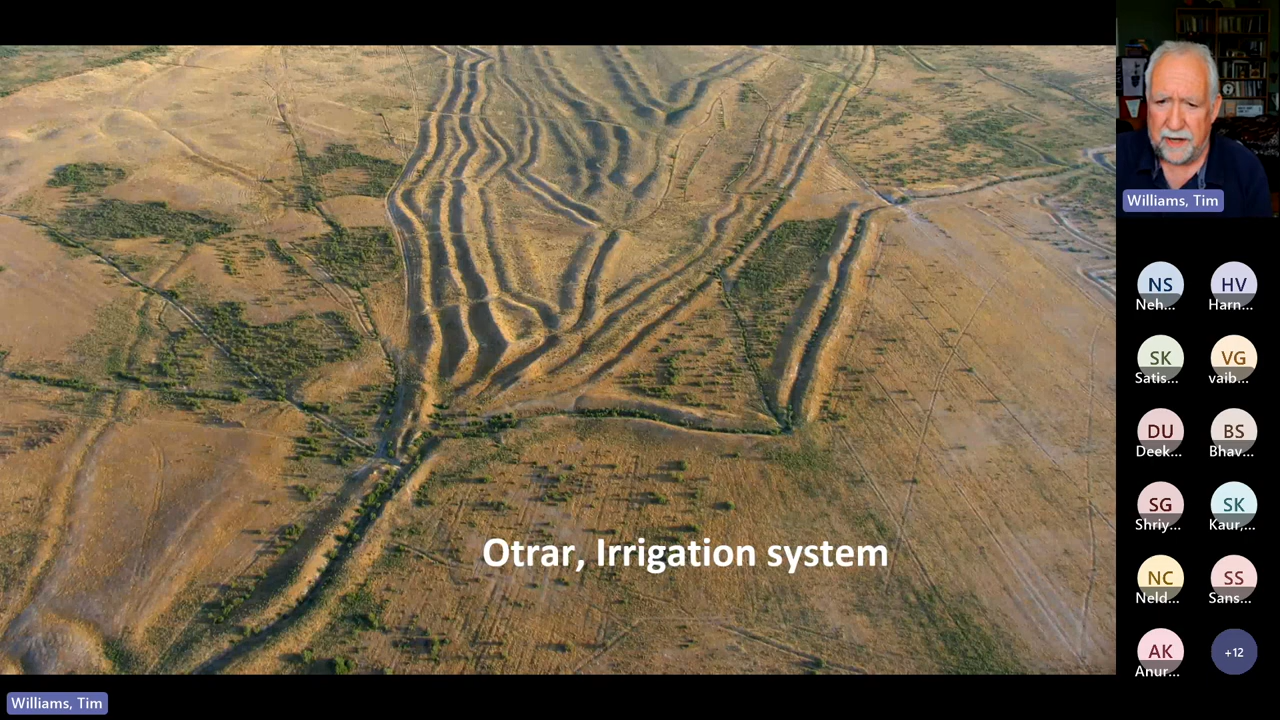 Otrar, Irrigation system
Williams, Tim
NS
HV
Neh...
Harn...
SK
VG
Satis...
vaib...
DU
BS
Deek...
Bhav...
SG
SK
Shriy...
Kaur,...
NC
SS
Neld...
Sans...
AK
+12
Anur...
Williams, Tim